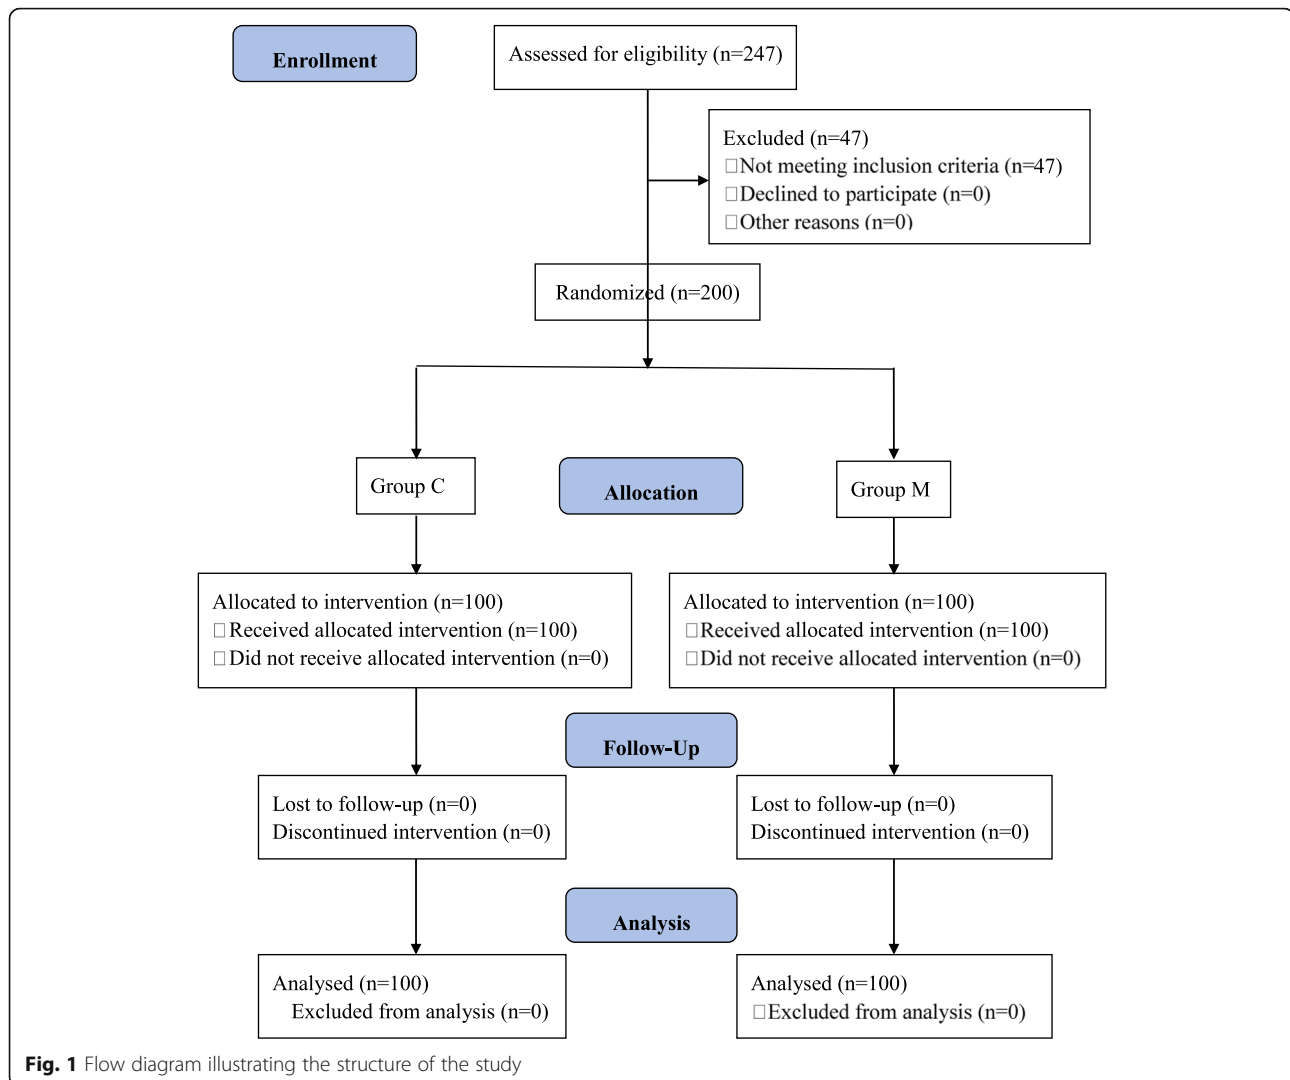 Enrollment
Assessed for eligibility (n=247)
Excluded (n=47)
□Not meeting inclusion criteria (n=47)
□Declined to participate (n=0)
□Other reasons (n=0)
Randomized (n=200)
Group C
Allocation
Group M
Allocated to intervention (n=100)
□Received allocated intervention (n=100)
□Did not receive allocated intervention (n=0)
Allocated to intervention (n=100)
□Received allocated intervention (n=100)
□Did not receive allocated intervention (n=0)
Follow-Up
Lost to follow-up (n=0)
Discontinued intervention (n=0)
Lost to follow-up (n=0)
Discontinued intervention (n=0)
Analysis
Analysed (n=100)
Excluded from analysis (n=0)
Analysed (n=100)
□Excluded from analysis (n=0)
Fig. 1 Flow diagram illustrating the structure of the study